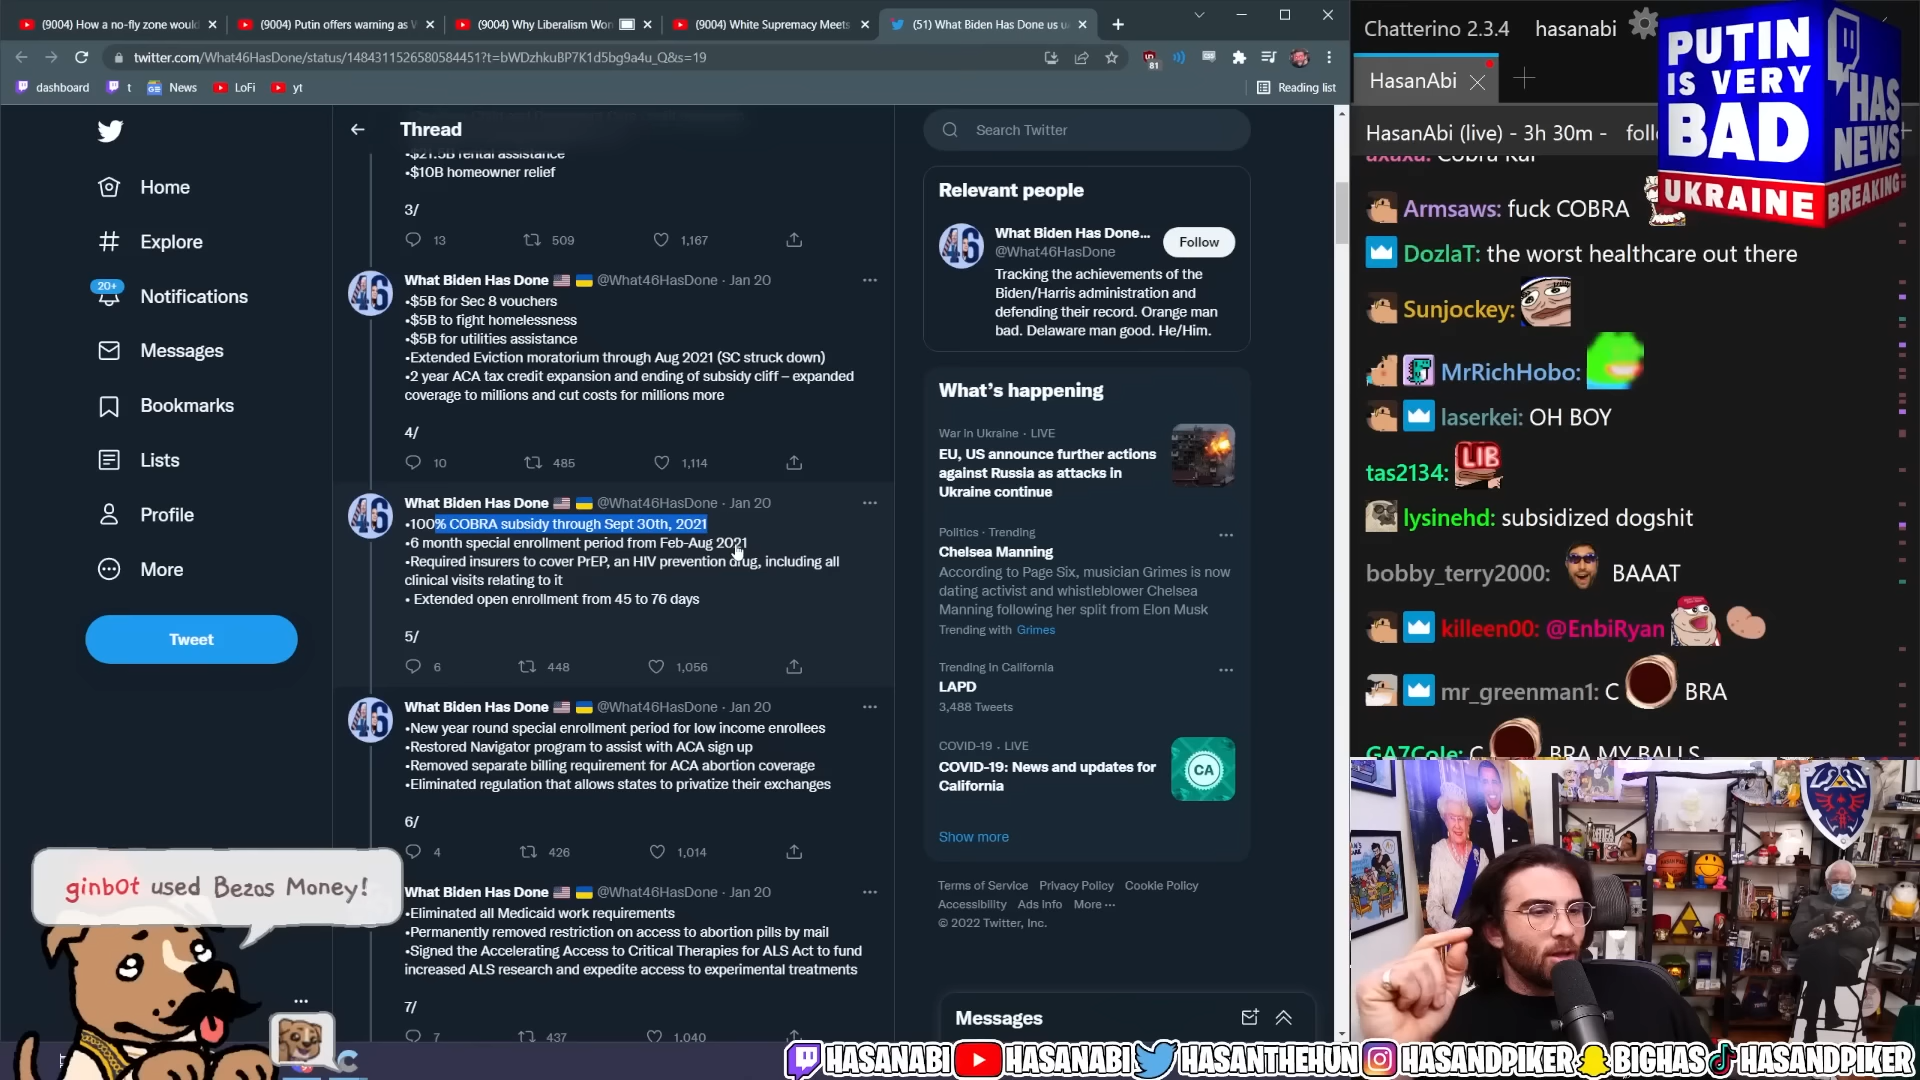 (9004) How a no-fly zone would
(9004) Putin offers warning as W
(9004) Why Liberalism Won
(9004) White Supremacy Meets
(51) What Biden Has Done us u
twitter.com/What46HasDone/status/1484311526580584451?t=bWDzhkuBP7K1d5bg9a4u_Q&s=19
81
dashboard
t
News
LoFi
yt
Reading list
Home
Explore
20+
Notifications
Messages
Bookmarks
Lists
Profile
More
Tweet
Thread
•$21.5B rental assistance
•$10B homeowner relief
3/
13
509
1,167
What Biden Has Done @What46HasDone · Jan 20
•$5B for Sec 8 vouchers
•$5B to fight homelessness
•$5B for utilities assistance
•Extended Eviction moratorium through Aug 2021 (SC struck down)
•2 year ACA tax credit expansion and ending of subsidy cliff – expanded
coverage to millions and cut costs for millions more
4/
10
485
1,114
What Biden Has Done @What46HasDone · Jan 20
•100% COBRA subsidy through Sept 30th, 2021
•6 month special enrollment period from Feb-Aug 2021
•Required insurers to cover PrEP, an HIV prevention drug, including all
clinical visits relating to it
• Extended open enrollment from 45 to 76 days
5/
6
448
1,056
What Biden Has Done @What46HasDone · Jan 20
•New year round special enrollment period for low income enrollees
•Restored Navigator program to assist with ACA sign up
•Removed separate billing requirement for ACA abortion coverage
•Eliminated regulation that allows states to privatize their exchanges
6/
4
426
1,014
What Biden Has Done @What46HasDone · Jan 20
•Eliminated all Medicaid work requirements
•Permanently removed restriction on access to abortion pills by mail
•Signed the Accelerating Access to Critical Therapies for ALS Act to fund
increased ALS research and expedite access to experimental treatments
7/
7
437
1,040
Search Twitter
Relevant people
What Biden Has Done...
@What46HasDone
Follow
Tracking the achievements of the
Biden/Harris administration and
defending their record. Orange man
bad. Delaware man good. He/Him.
What's happening
War in Ukraine · LIVE
EU, US announce further actions
against Russia as attacks in
Ukraine continue
Politics · Trending
Chelsea Manning
According to Page Six, musician Grimes is now
dating activist and whistleblower Chelsea
Manning following her split from Elon Musk
Trending with Grimes
Trending in California
LAPD
3,488 Tweets
COVID-19 · LIVE
COVID-19: News and updates for
California
CA
Show more
Terms of Service Privacy Policy Cookie Policy
Accessibility Ads info More ···
© 2022 Twitter, Inc.
Messages
ginb0t used Bezos Money!
Chatterino 2.3.4
hasanabi
HasanAbi
HasanAbi (live) - 3h 30m -
Armsaws: fuck COBRA
DozlaT: the worst healthcare out there
Sunjockey:
MrRichHobo:
laserkei: OH BOY
tas2134: LIB
lysinehd: subsidized dogshit
bobby_terry2000: BAAAT
killeen00: @EnbiRyan
mr_greenman1: C BRA
GA7Cole: C BRA MY BALLS
PUTIN
IS VERY
BAD
UKRAINE
HAS
NEWS
BREAKING
HASANABI
HASANABI
HASANTHEHUN
HASANDPIKER
BIGHAS
HASANDPIKER